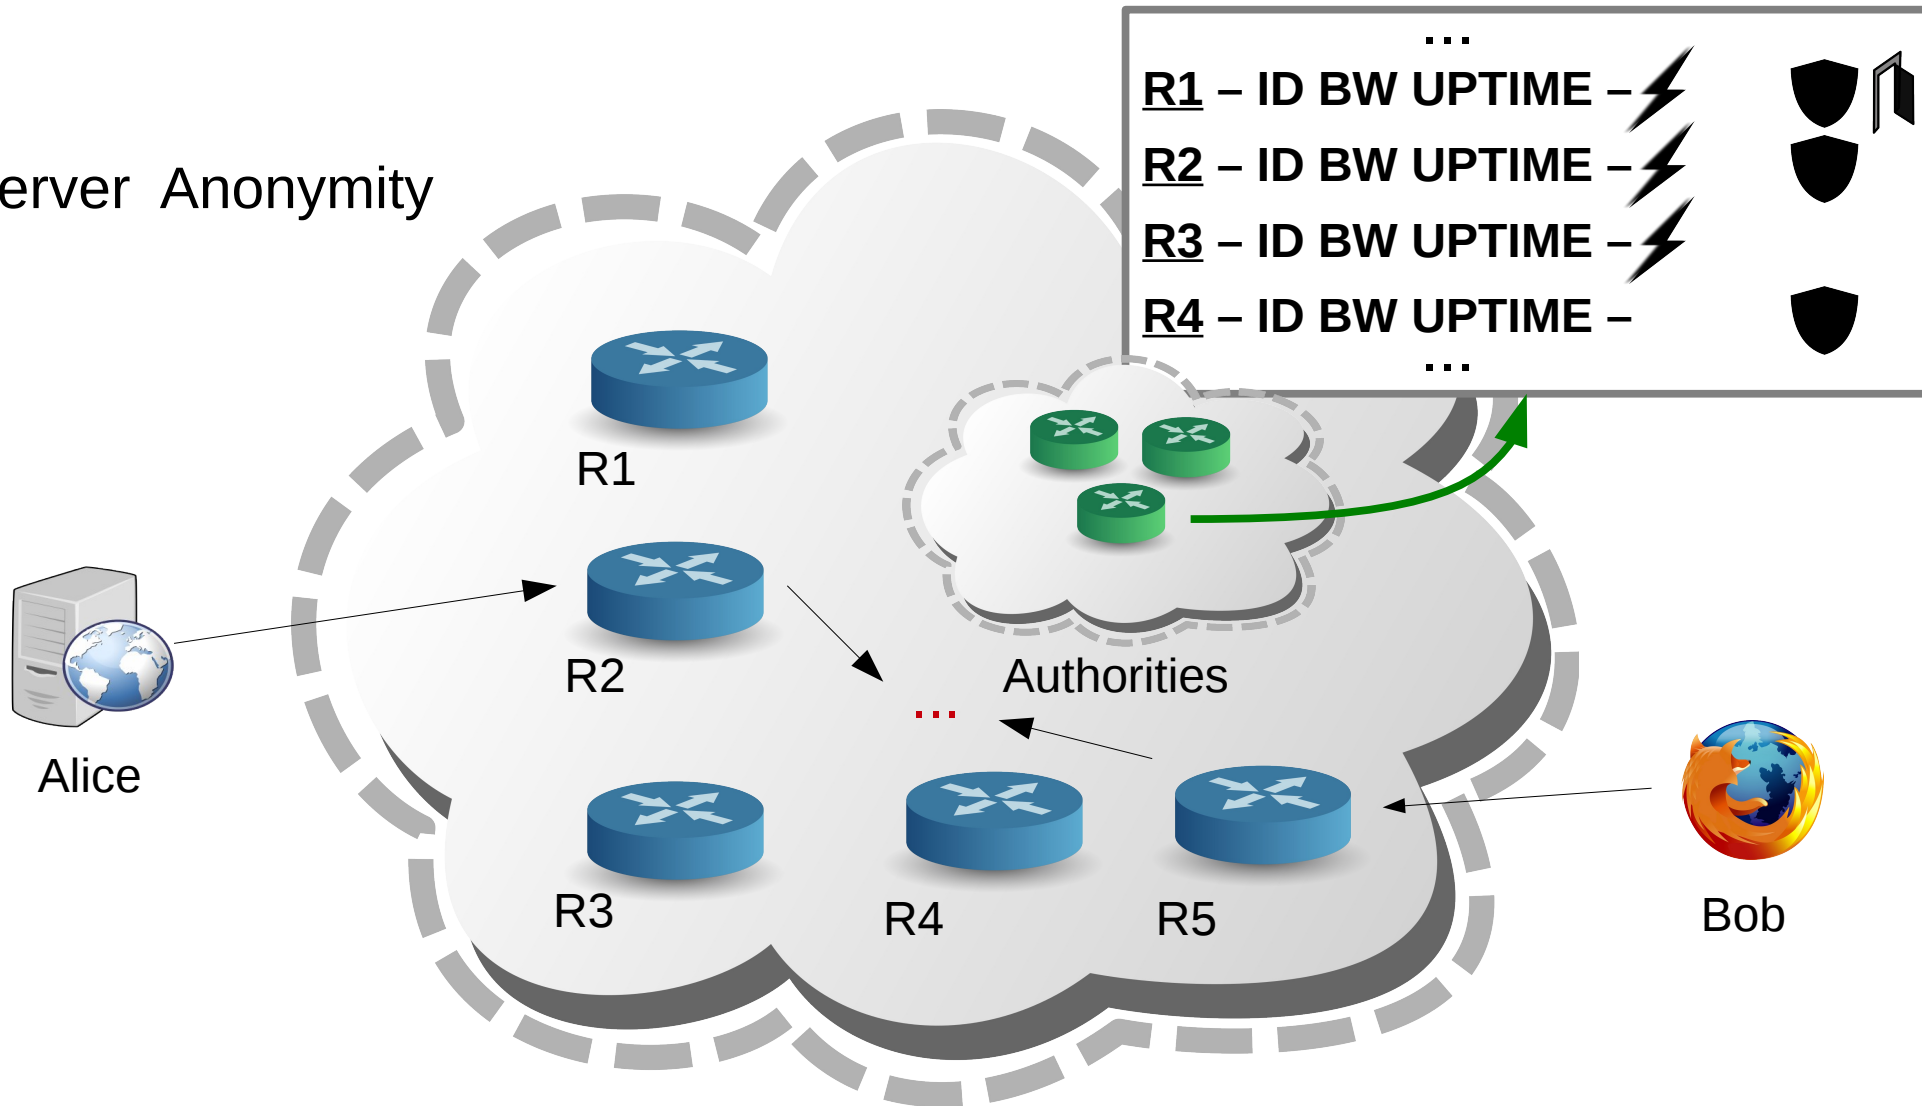 ...
R1 – ID BW UPTIME –
R2 – ID BW UPTIME –
R3 – ID BW UPTIME –
R4 – ID BW UPTIME –
...
erver Anonymity
R1
R2
Authorities
...
Alice
R3
R4
R5
Bob